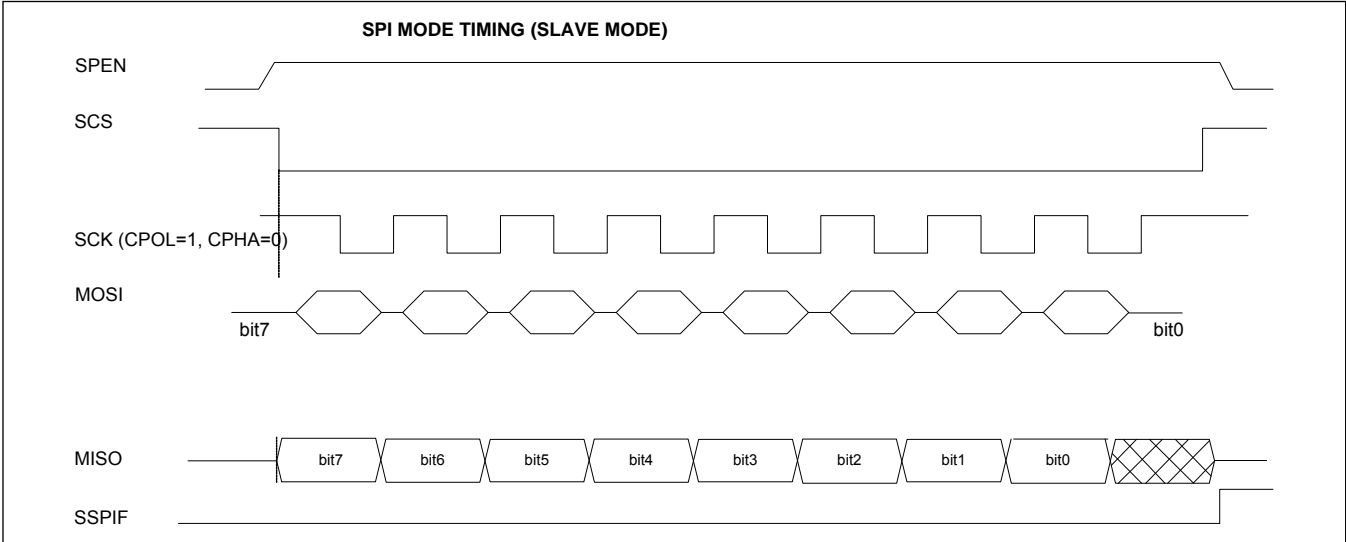 SPI MODE TIMING (SLAVE MODE)
SPEN
SCS
SCK (CPOL=1, CPHA=0)
MOSI
bit7 bit0
MISO bit7 bit6 bit5 bit4 bit3 bit2 bit1 bit0
SSPIF